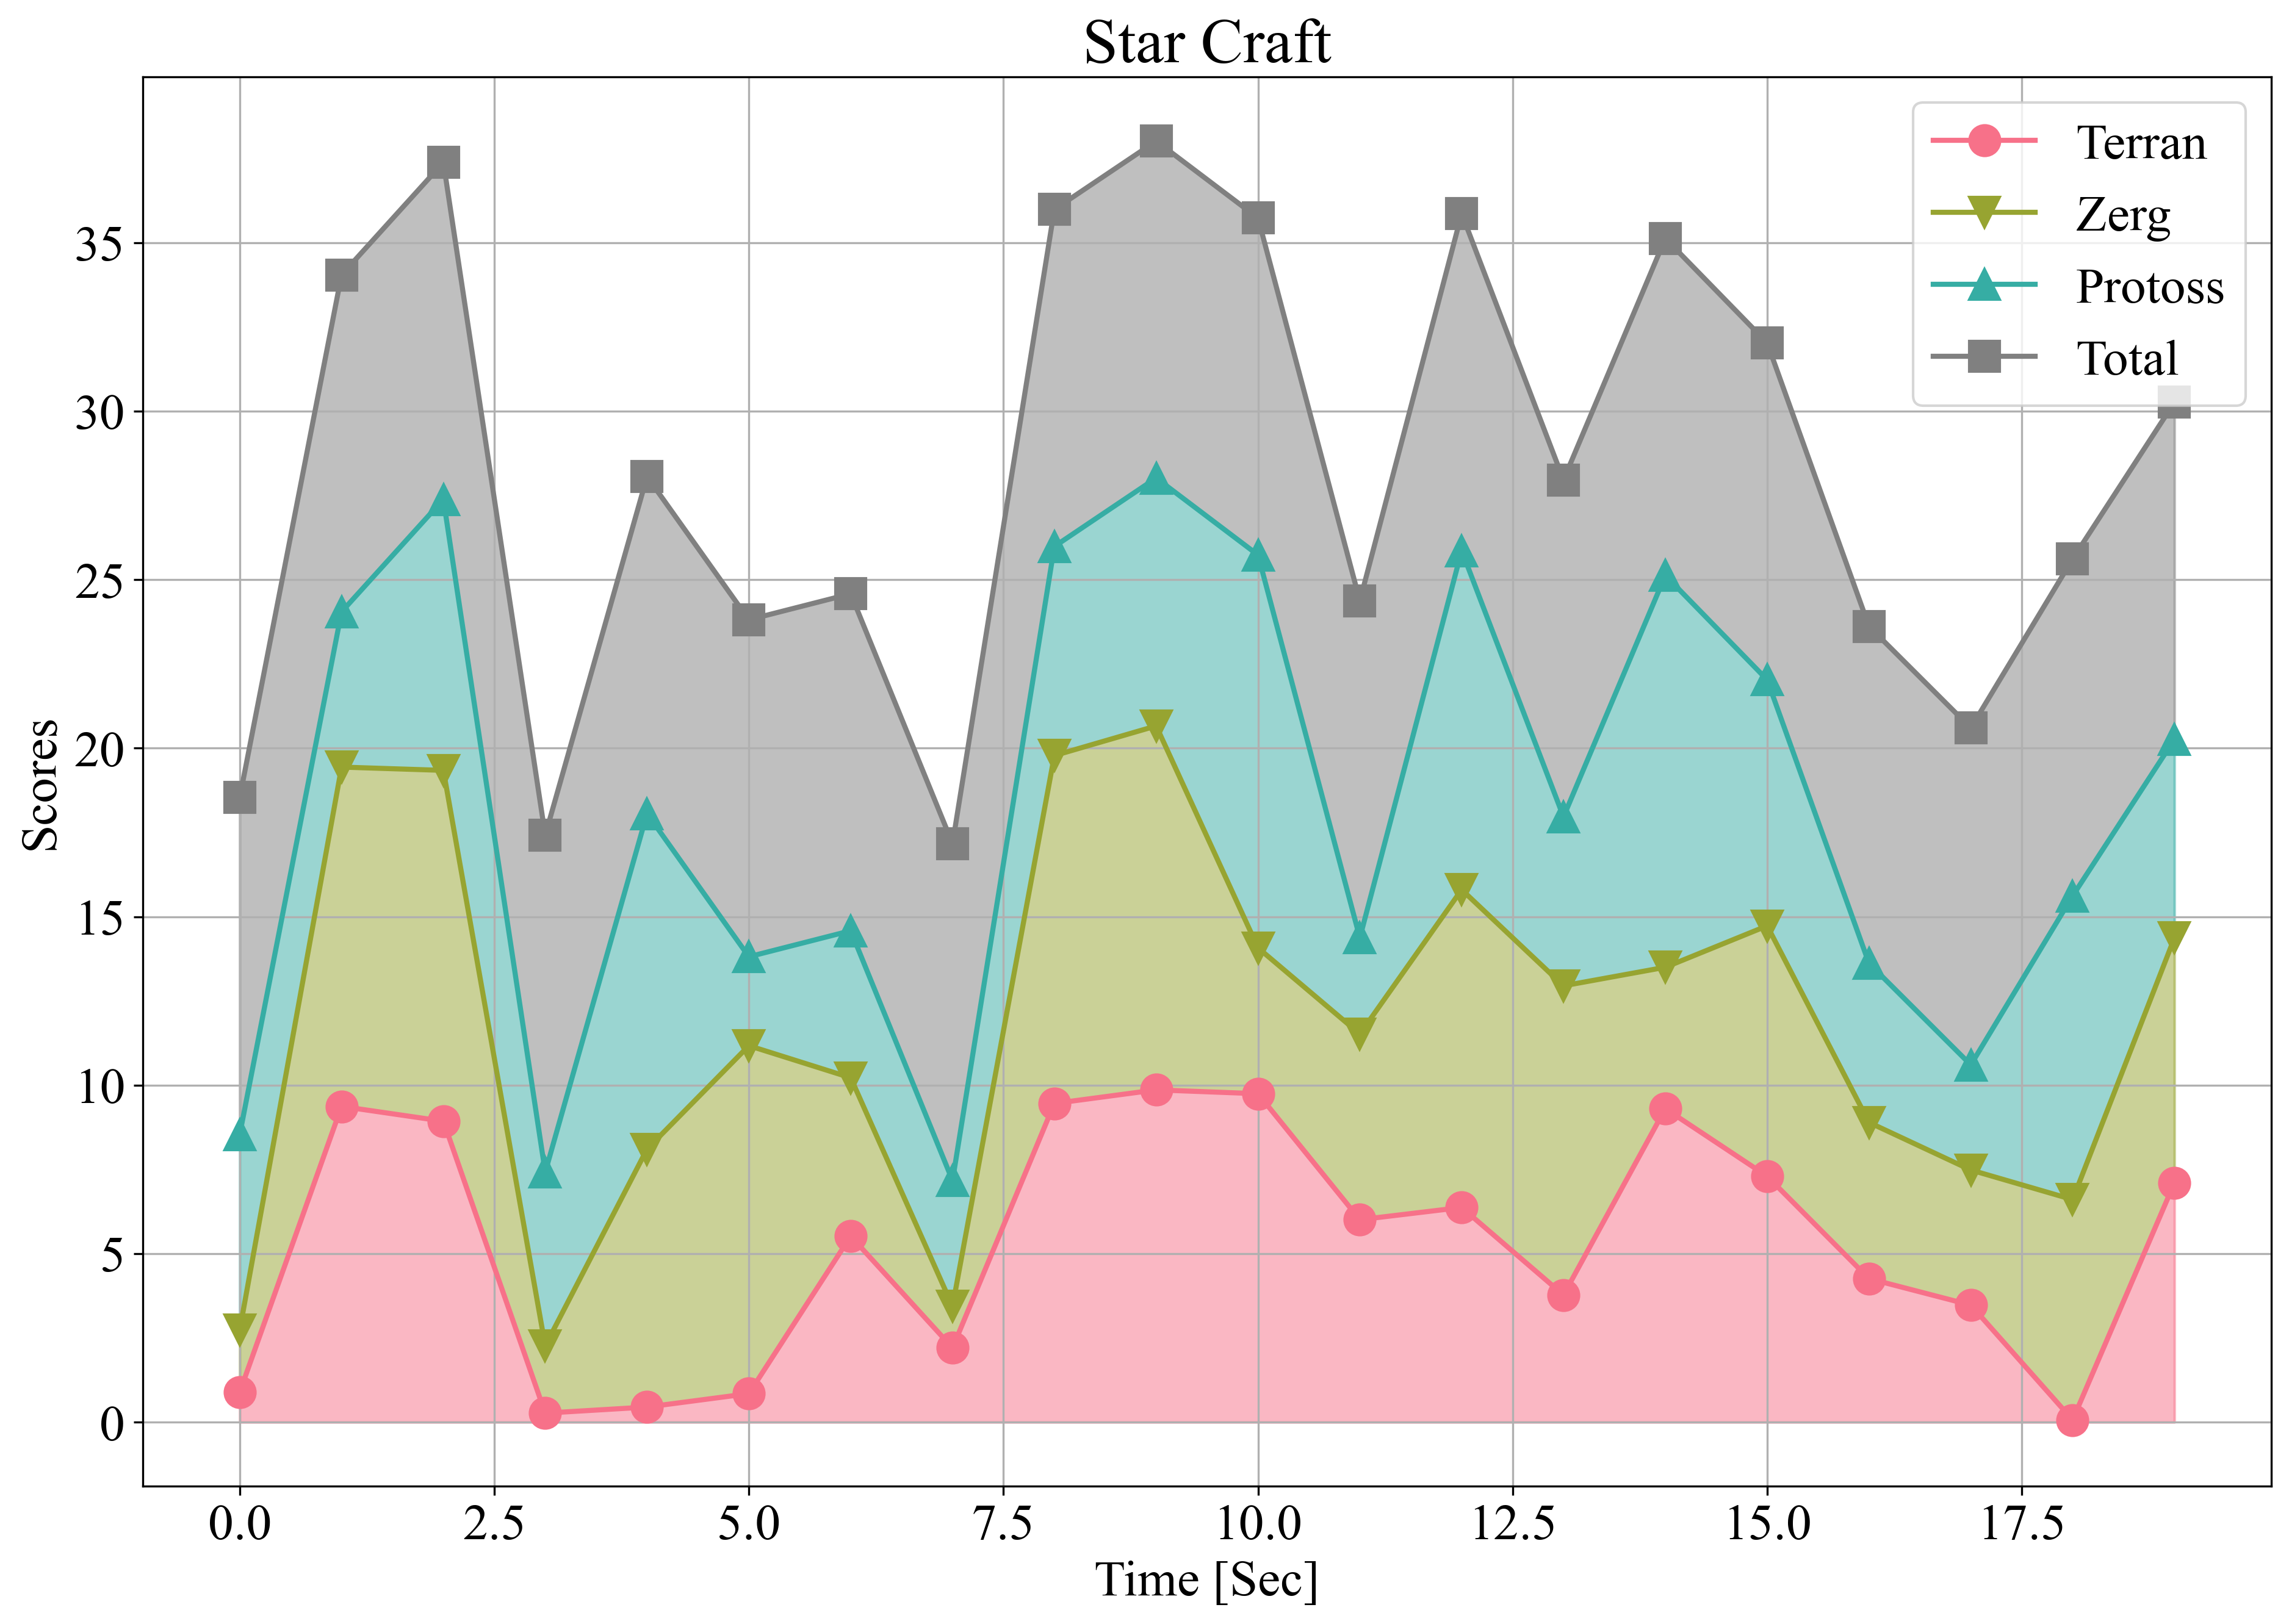 Star Craft
Terran
Zerg
Protoss
Total
Scores
35
30
25
20
15
10
5
0
0.0 2.5 5.0 7.5 10.0 12.5 15.0 17.5
Time [Sec]